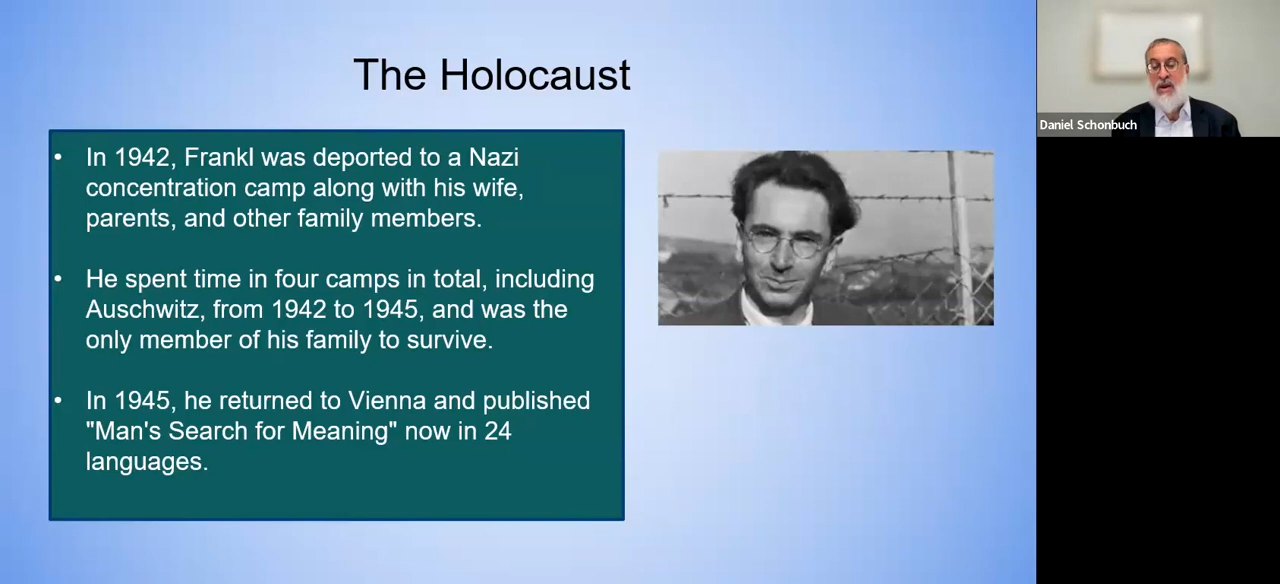 The Holocaust
• In 1942, Frankl was deported to a Nazi
concentration camp along with his wife,
parents, and other family members.
• He spent time in four camps in total, including
Auschwitz, from 1942 to 1945, and was the
only member of his family to survive.
• In 1945, he returned to Vienna and published
"Man's Search for Meaning" now in 24
languages.
Daniel Schonbuch